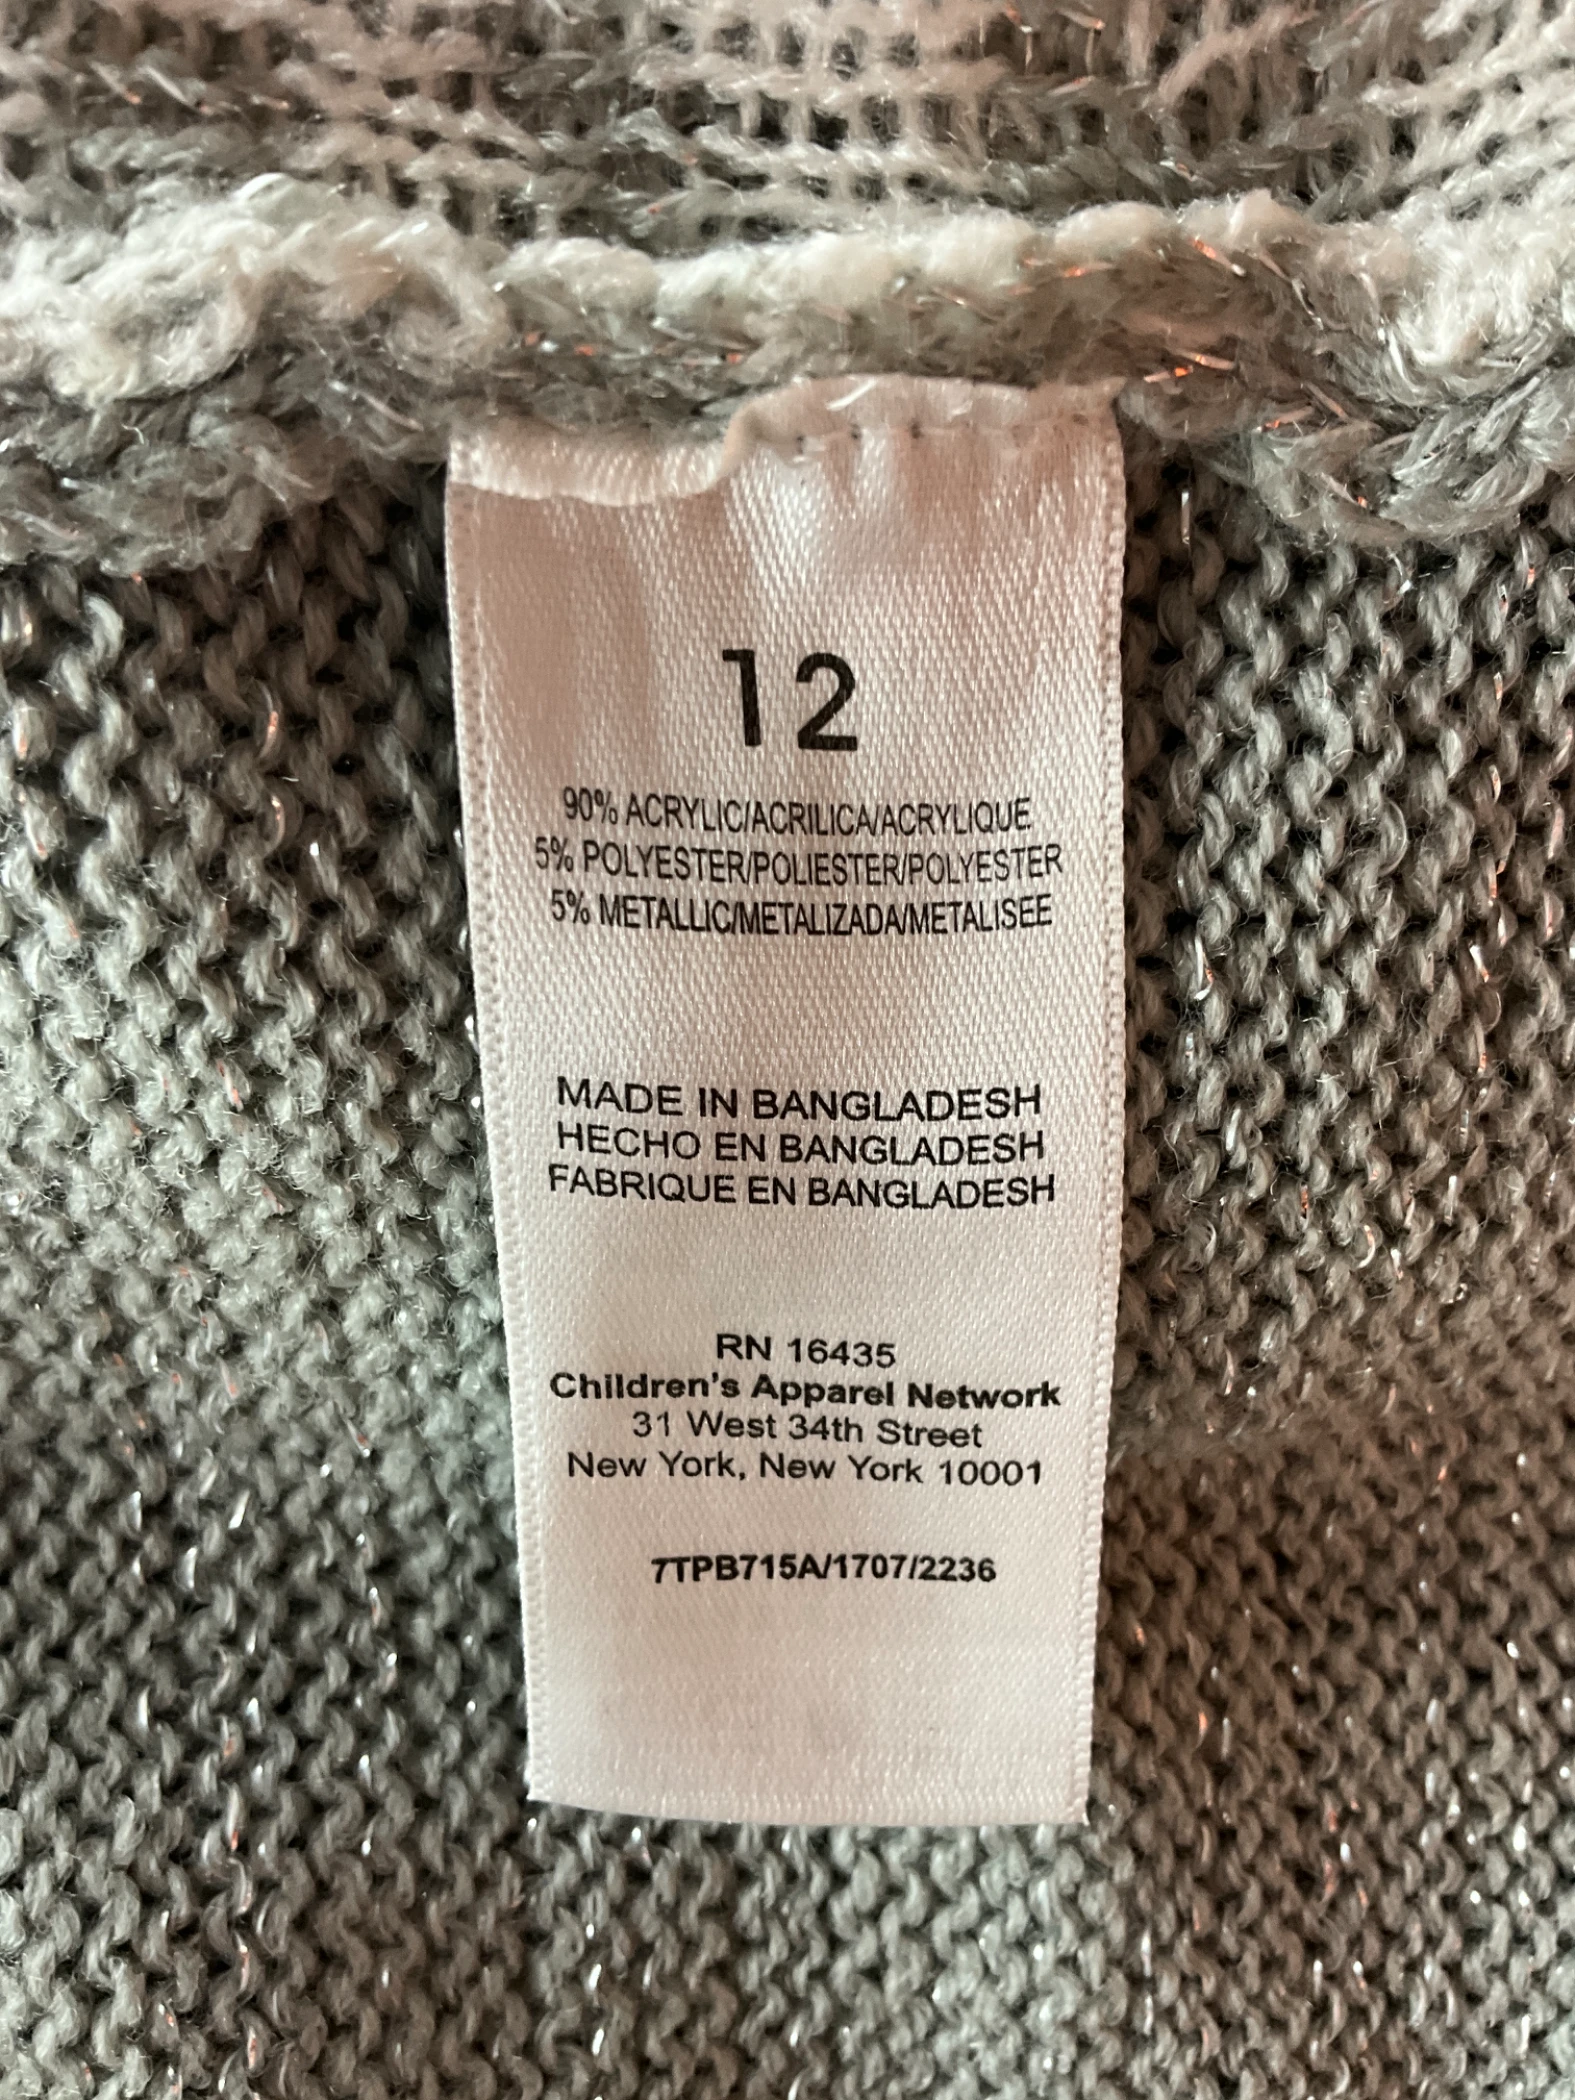 12
90% ACRYLIC/ACRILICA/ACRYLIQUE
5% POLYESTER/POLIESTER/POLYESTER
5% METALLIC/METALIZADA/METALISEE
MADE IN BANGLADESH
HECHO EN BANGLADESH
FABRIQUE EN BANGLADESH
RN 16435
Children's Apparel Network
31 West 34th Street
New York, New York 10001
7TPB715A/1707/2236